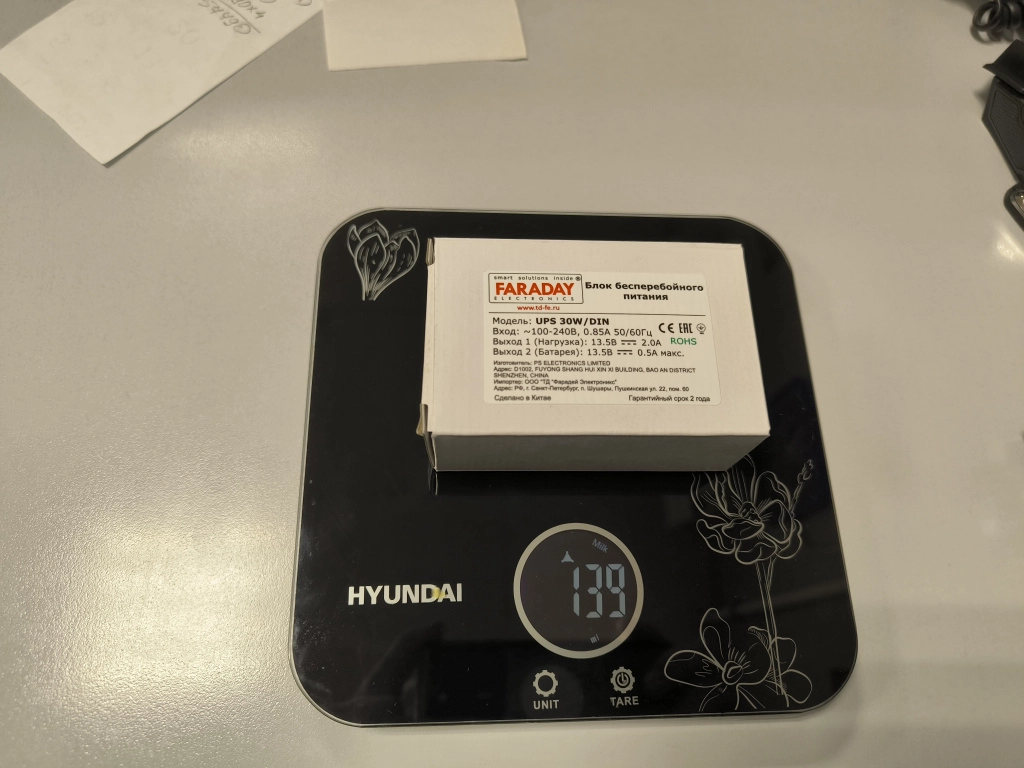 smart solutions inside
FARADAY
ELECTRONICS
www.td-fe.ru
Блок бесперебойного
питания
Модель: UPS 30W/DIN
Вход: ~100-240В, 0.85А 50/60Гц
CE EAC
Выход 1 (Нагрузка): 13.5В 2.0А ROHS
Выход 2 (Батарея): 13.5В 0.5А макс.
Изготовитель: PS ELECTRONICS LIMITED
Адрес: D1002, FUYONG SHANG HUI XIN XI BUILDING, BAO AN DISTRICT
SHENZHEN, CHINA
Импортер: ООО "ТД "Фарадей Электроникс"
Адрес: РФ, г. Санкт-Петербург, п. Шушары, Пушкинская ул. 22, пом. 60
Сделано в Китае Гарантийный срок 2 года
Milk
139
ml
HYUNDAI
UNIT TARE